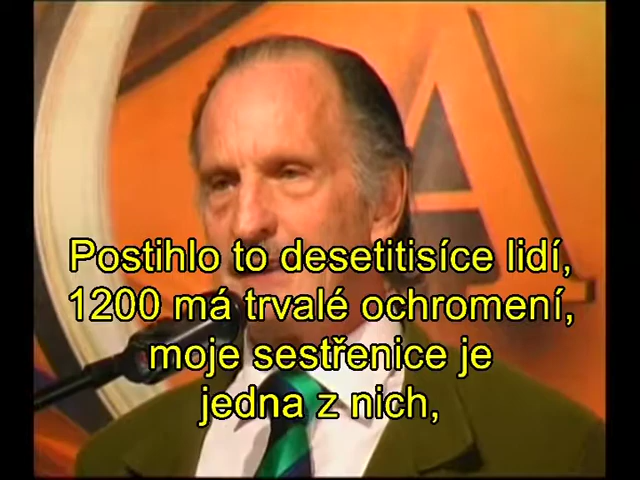 A
Postihlo to desetitisíce lidí,
1200 má trvalé ochromení,
moje sestřenice je
jedna z nich,